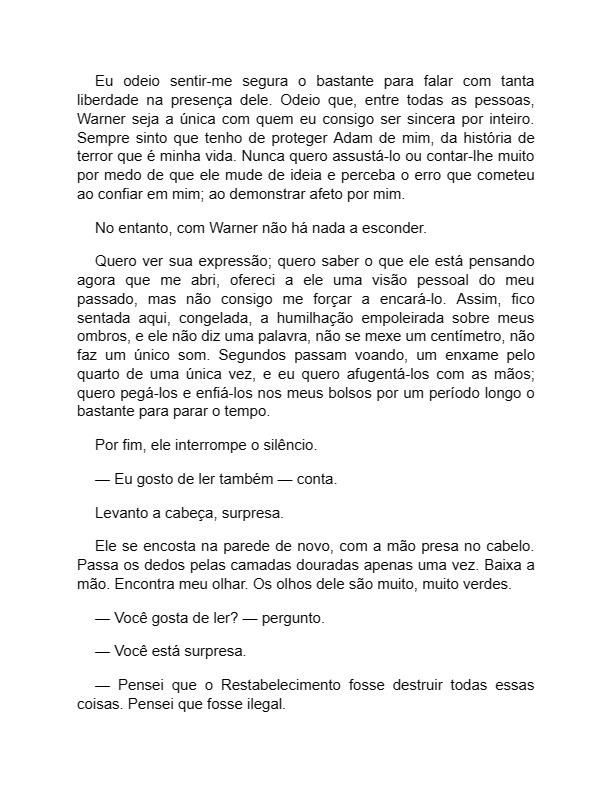 Eu odeio sentir-me segura o bastante para falar com tanta
liberdade na presença dele. Odeio que, entre todas as pessoas,
Warner seja a única com quem eu consigo ser sincera por inteiro.
Sempre sinto que tenho de proteger Adam de mim, da história de
terror que é minha vida. Nunca quero assustá-lo ou contar-lhe muito
por medo de que ele mude de ideia e perceba o erro que cometeu
ao confiar em mim; ao demonstrar afeto por mim.
No entanto, com Warner não há nada a esconder.
Quero ver sua expressão; quero saber o que ele está pensando
agora que me abri, ofereci a ele uma visão pessoal do meu
passado, mas não consigo me forçar a encará-lo. Assim, fico
sentada aqui, congelada, a humilhação empoleirada sobre meus
ombros, e ele não diz uma palavra, não se mexe um centímetro, não
faz um único som. Segundos passam voando, um enxame pelo
quarto de uma única vez, e eu quero afugentá-los com as mãos;
quero pegá-los e enfiá-los nos meus bolsos por um período longo o
bastante para parar o tempo.
Por fim, ele interrompe o silêncio.
— Eu gosto de ler também — conta.
Levanto a cabeça, surpresa.
Ele se encosta na parede de novo, com a mão presa no cabelo.
Passa os dedos pelas camadas douradas apenas uma vez. Baixa a
mão. Encontra meu olhar. Os olhos dele são muito, muito verdes.
— Você gosta de ler? — pergunto.
— Você está surpresa.
— Pensei que o Restabelecimento fosse destruir todas essas
coisas. Pensei que fosse ilegal.